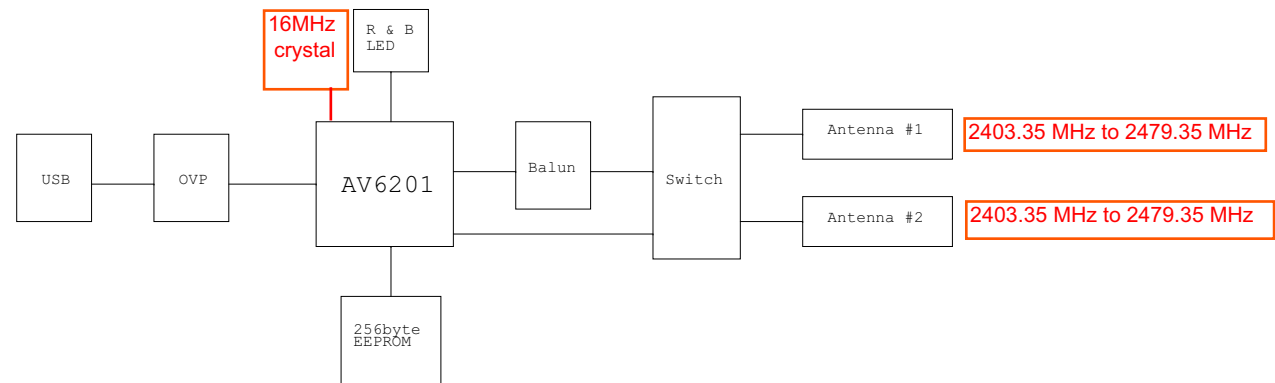 16MHz
crystal
R & B
LED
Antenna #1
2403.35 MHz to 2479.35 MHz
USB
OVP
AV6201
Balun
Switch
Antenna #2
2403.35 MHz to 2479.35 MHz
256byte
EEPROM